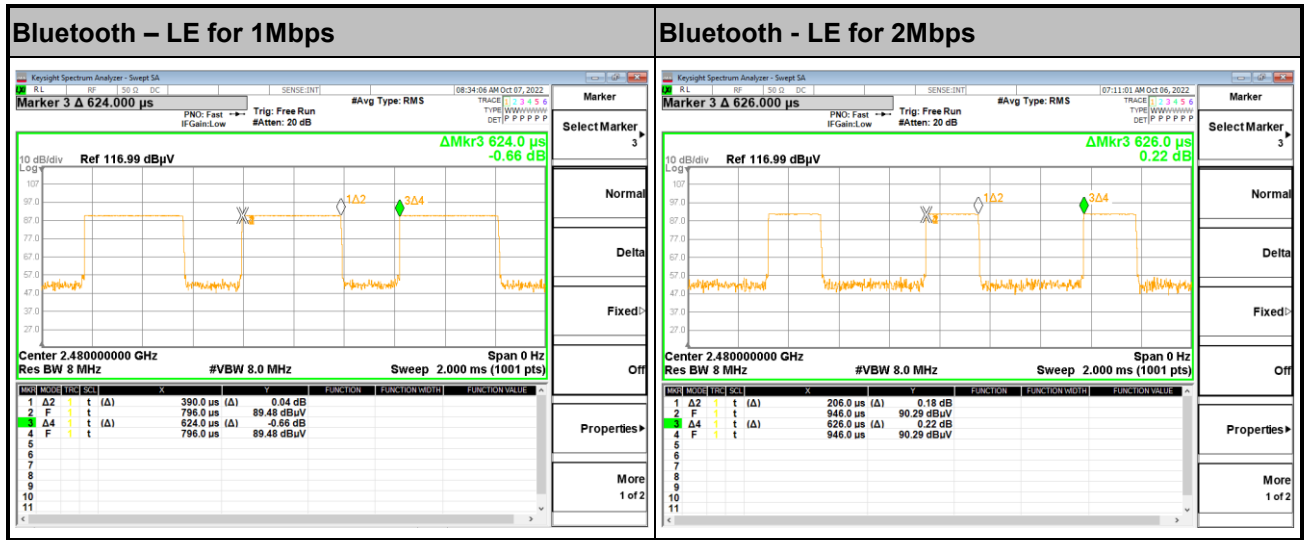 Bluetooth – LE for 1Mbps
Keysight Spectrum Analyzer - Swept SA
RL RF 50 Ω DC SENSE:INT 08:34:06 AM Oct 07, 2022
Marker 3 Δ 624.000 µs
PNO: Fast
IFGain:Low
Trig: Free Run
#Atten: 20 dB
#Avg Type: RMS
TRACE 1 2 3 4 5 6
TYPE WWWWWW
DET P P P P P P
ΔMkr3 624.0 µs
-0.66 dB
10 dB/div Ref 116.99 dBµV
Log
107
97.0
87.0
77.0
67.0
57.0
47.0
37.0
27.0
1Δ2
3Δ4
Center 2.480000000 GHz Span 0 Hz
Res BW 8 MHz #VBW 8.0 MHz Sweep 2.000 ms (1001 pts)
MKR MODE TRC SCL X Y FUNCTION FUNCTION WIDTH FUNCTION VALUE
1 Δ2 1 t (Δ) 390.0 µs (Δ) 0.04 dB
2 F 1 t 796.0 µs 89.48 dBµV
3 Δ4 1 t (Δ) 624.0 µs (Δ) -0.66 dB
4 F 1 t 796.0 µs 89.48 dBµV
5
6
7
8
9
10
11
Marker
Select Marker
3
Normal
Delta
Fixed
Off
Properties
More
1 of 2
Bluetooth - LE for 2Mbps
Keysight Spectrum Analyzer - Swept SA
RL RF 50 Ω DC SENSE:INT 07:11:01 AM Oct 06, 2022
Marker 3 Δ 626.000 µs
PNO: Fast
IFGain:Low
Trig: Free Run
#Atten: 20 dB
#Avg Type: RMS
TRACE 1 2 3 4 5 6
TYPE WWWWWW
DET P P P P P P
ΔMkr3 626.0 µs
0.22 dB
10 dB/div Ref 116.99 dBµV
Log
107
97.0
87.0
77.0
67.0
57.0
47.0
37.0
27.0
1Δ2
3Δ4
Center 2.480000000 GHz Span 0 Hz
Res BW 8 MHz #VBW 8.0 MHz Sweep 2.000 ms (1001 pts)
MKR MODE TRC SCL X Y FUNCTION FUNCTION WIDTH FUNCTION VALUE
1 Δ2 1 t (Δ) 206.0 µs (Δ) 0.18 dB
2 F 1 t 946.0 µs 90.29 dBµV
3 Δ4 1 t (Δ) 626.0 µs (Δ) 0.22 dB
4 F 1 t 946.0 µs 90.29 dBµV
5
6
7
8
9
10
11
Marker
Select Marker
3
Normal
Delta
Fixed
Off
Properties
More
1 of 2